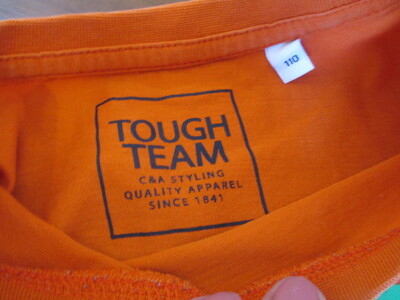 110
TOUGH
TEAM
C&A STYLING
QUALITY APPAREL
SINCE 1841